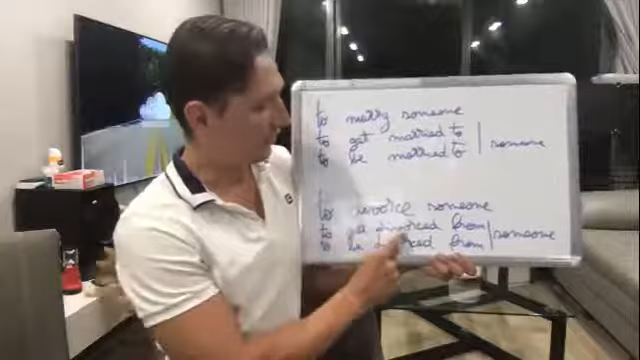 to marry someone
to get married to
to be married to | someone
to divorce someone
to get divorced from
to be divorced from | someone